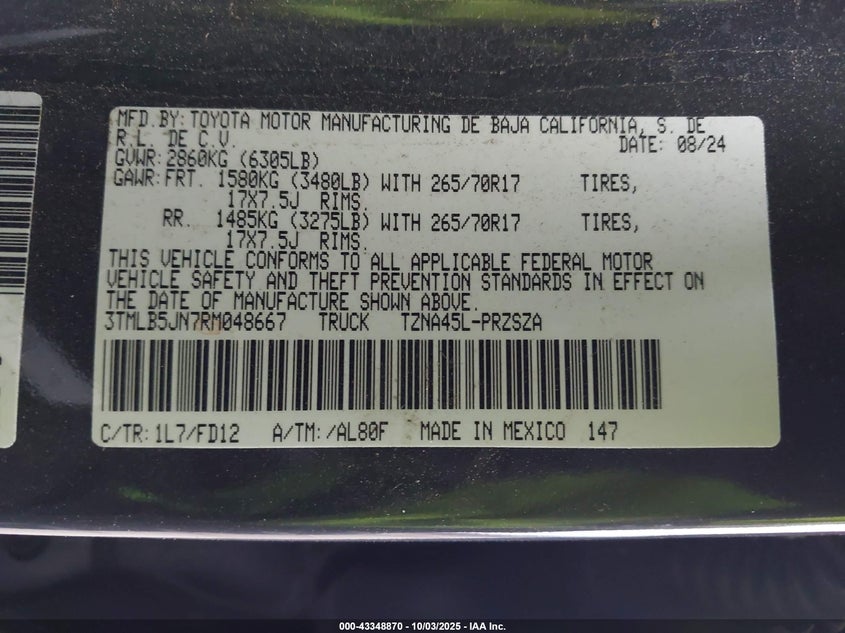 MFD.BY:TOYOTA MOTOR MANUFACTURING DE BAJA CALIFORNIA, S. DE
R.L. DE C.V. DATE: 08/24
GVWR:2860KG (6305LB)
GAWR:FRT. 1580KG (3480LB) WITH 265/70R17 TIRES,
17X7.5J RIMS.
RR. 1485KG (3275LB) WITH 265/70R17 TIRES,
17X7.5J RIMS.
THIS VEHICLE CONFORMS TO ALL APPLICABLE FEDERAL MOTOR
VEHICLE SAFETY AND THEFT PREVENTION STANDARDS IN EFFECT ON
THE DATE OF MANUFACTURE SHOWN ABOVE.
3TMLB5JN7RM048667 TRUCK TZNA45L-PRZSZA
C/TR:1L7/FD12 A/TM:/AL80F MADE IN MEXICO 147
000-43348870 - 10/03/2025 - IAA Inc.